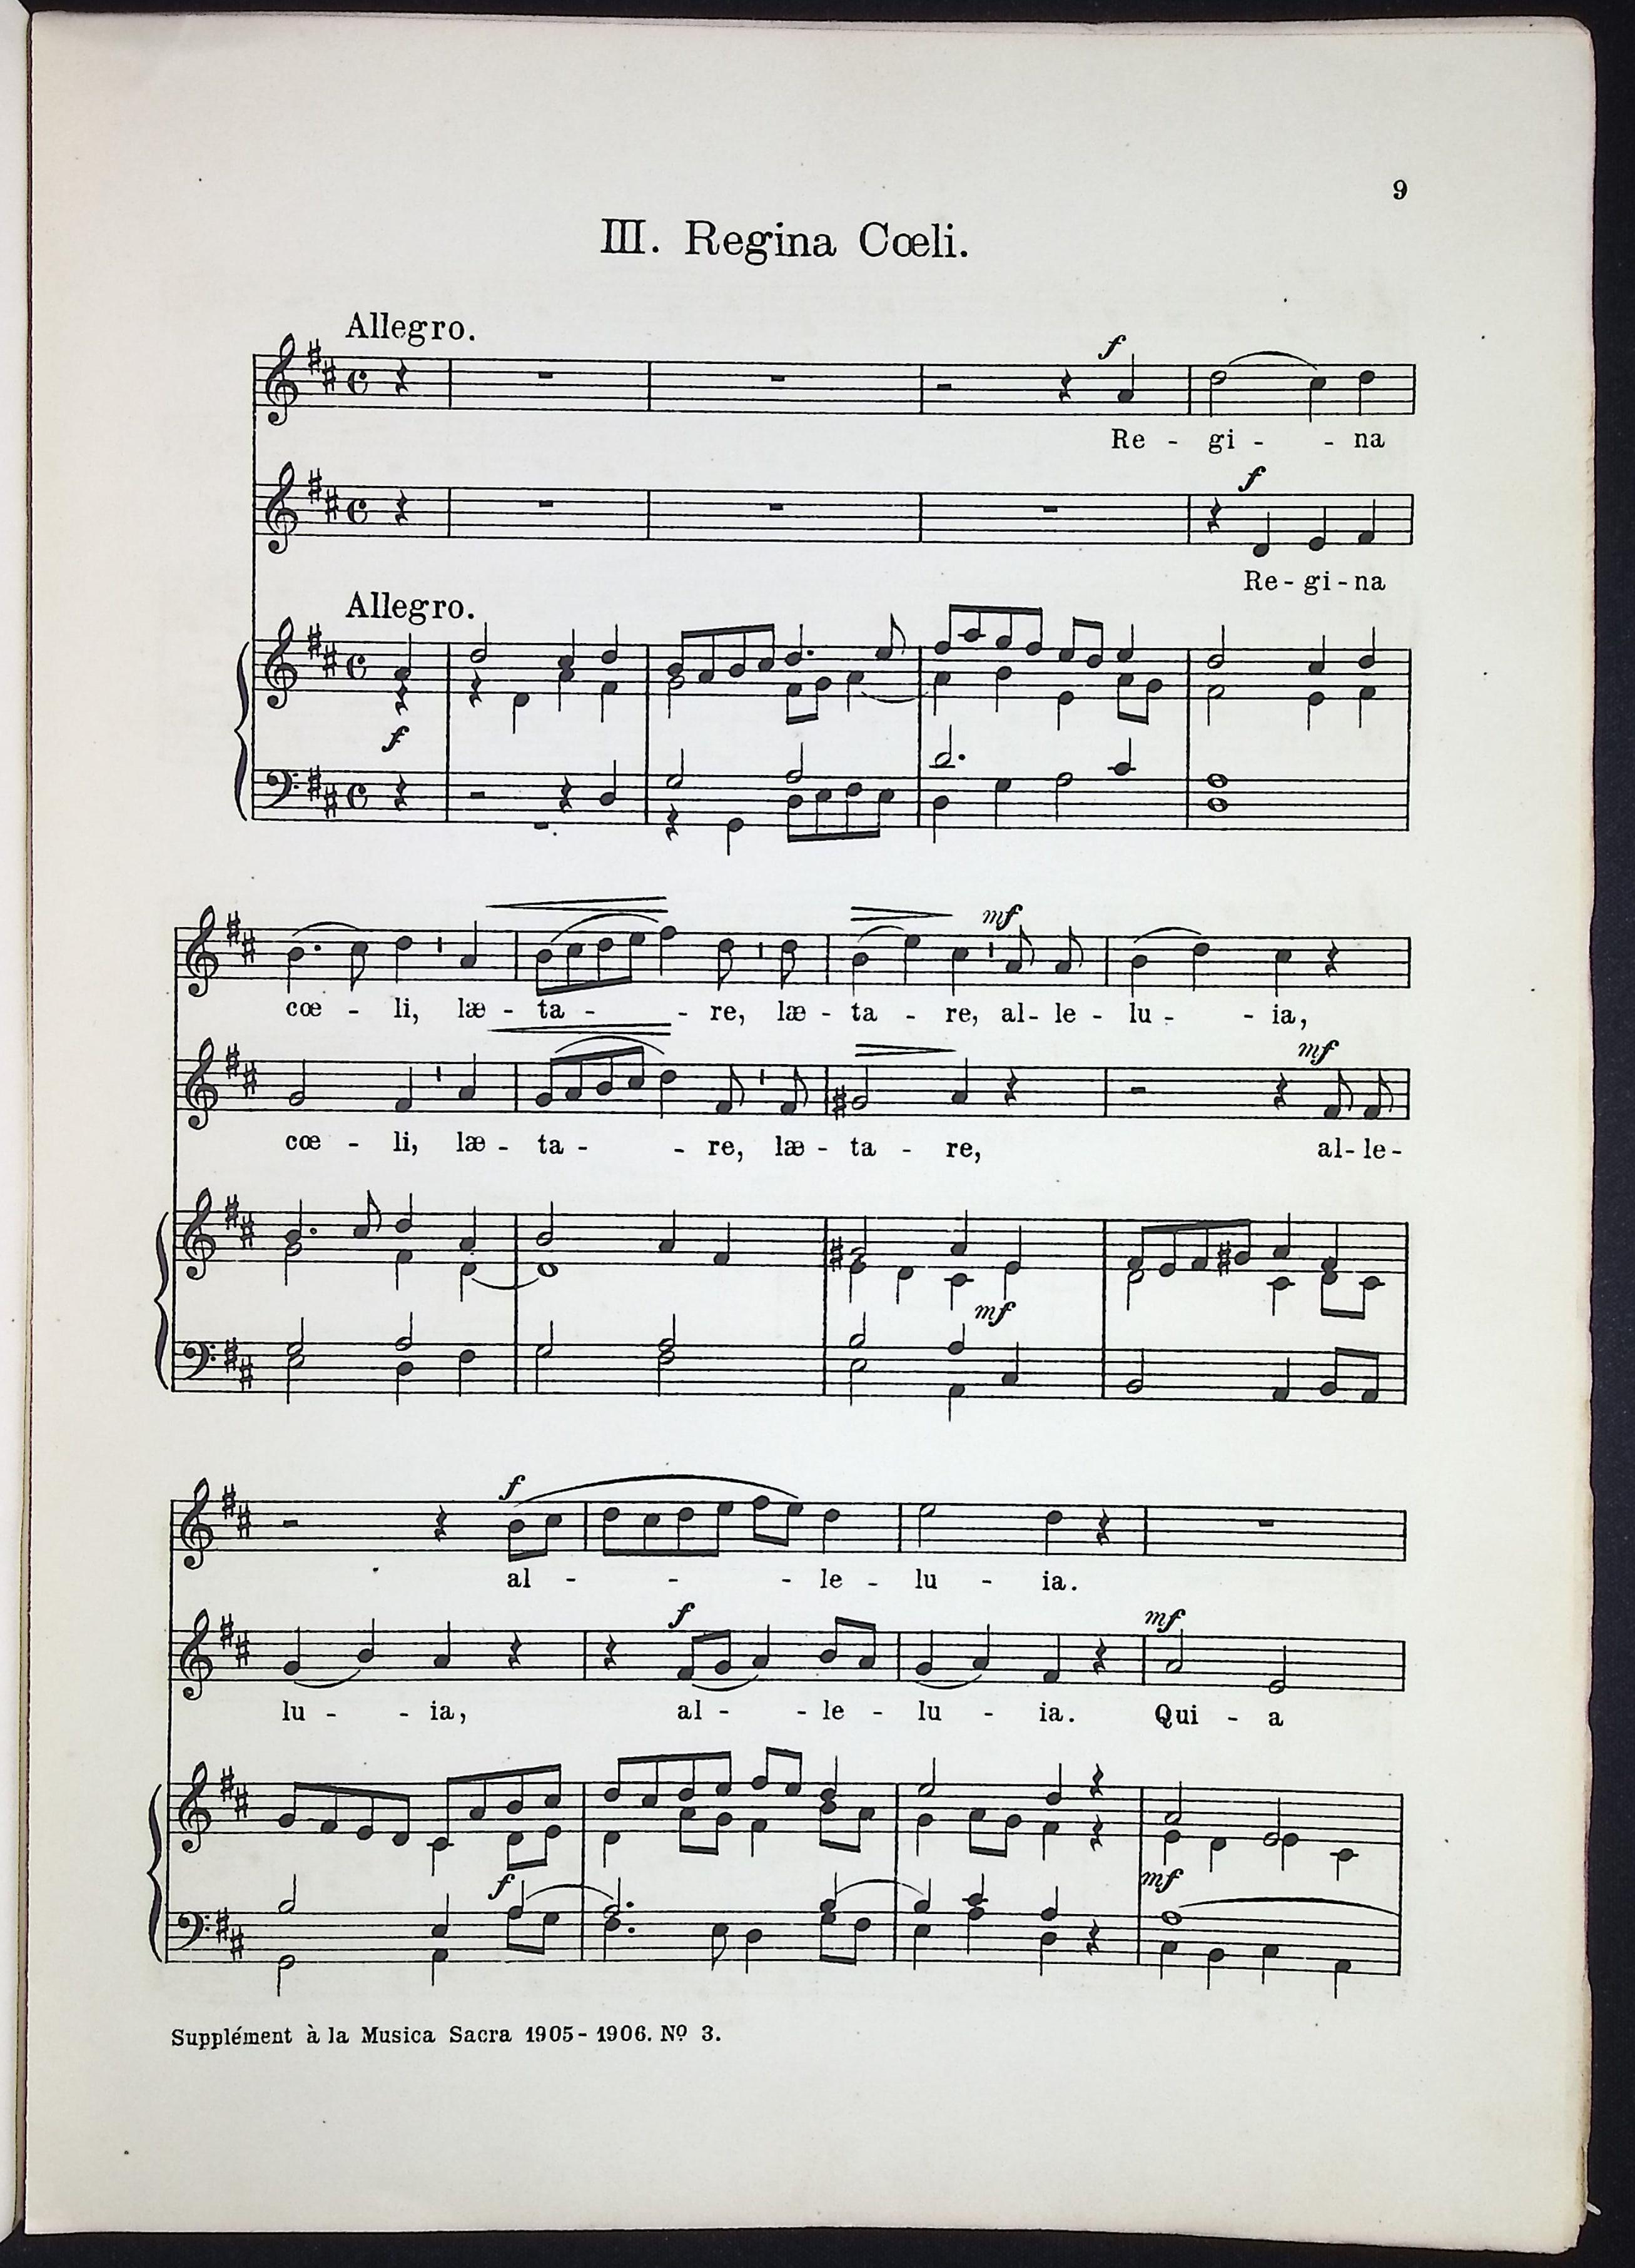 9
III. Regina Cœli.
Allegro.
f
Re - gi - - na
f
Re - gi - na
Allegro.
f
mf
cœ - li, læ - ta - - re, læ - ta - re, al - le - lu - - ia,
mf
cœ - li, læ - ta - - re, læ - ta - re, al - le -
mf
f
al - - - le - lu - ia.
f mf
lu - - ia, al - - le - lu - ia. Qui - a
f mf
Supplément à la Musica Sacra 1905 - 1906. Nº 3.